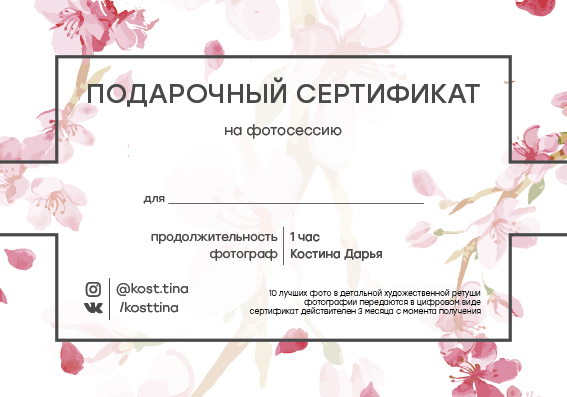 ПОДАРОЧНЫЙ СЕРТИФИКАТ
на фотосессию
для
продолжительность 1 час
фотограф Костина Дарья
@kost.tina
/kosttina
10 лучших фото в детальной художественной ретуши
фотографии передаются в цифровом виде
сертификат действителен 3 месяца с момента получения